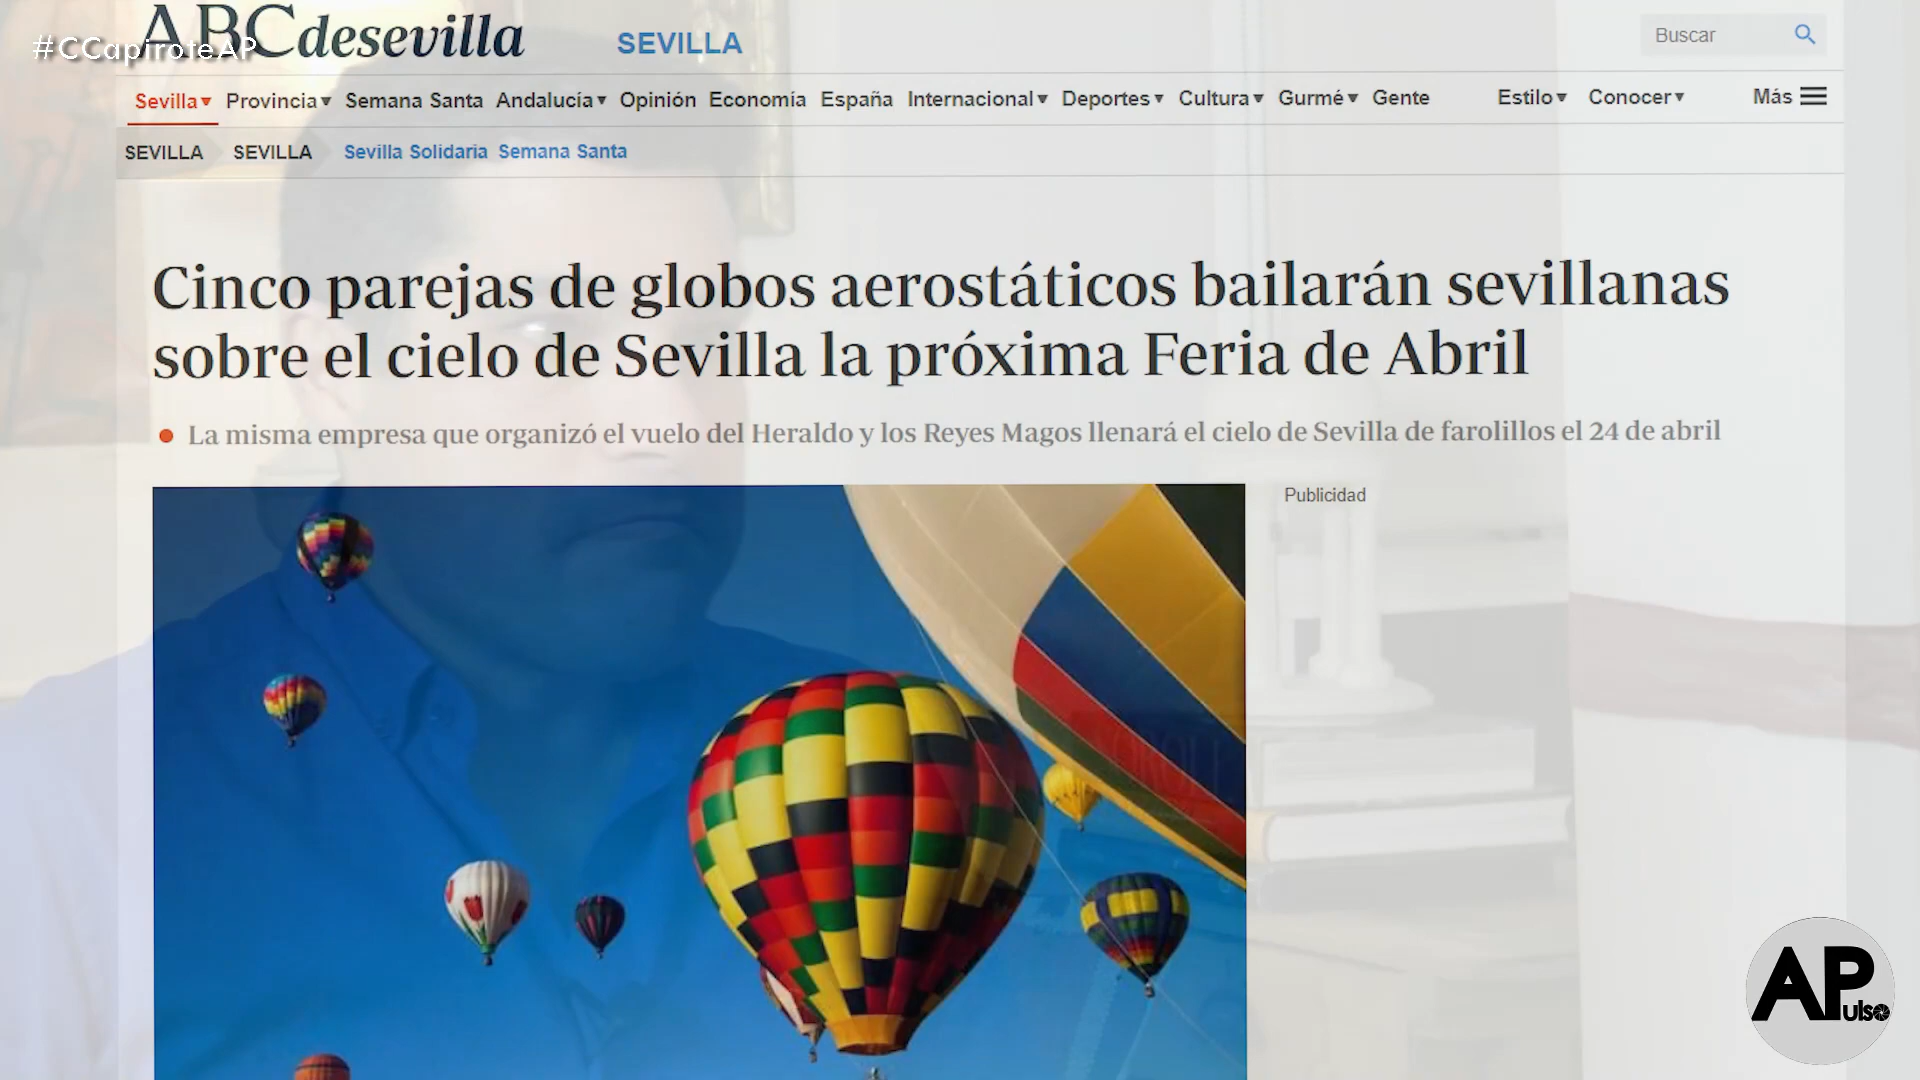 ABCdesevilla
#CCapiroteAP
SEVILLA
Buscar
Sevilla Provincia Semana Santa Andalucía Opinión Economía España Internacional Deportes Cultura Gurmé Gente Estilo Conocer Más
SEVILLA SEVILLA Sevilla Solidaria Semana Santa
Cinco parejas de globos aerostáticos bailarán sevillanas
sobre el cielo de Sevilla la próxima Feria de Abril
La misma empresa que organizó el vuelo del Heraldo y los Reyes Magos llenará el cielo de Sevilla de farolillos el 24 de abril
Publicidad
APulso